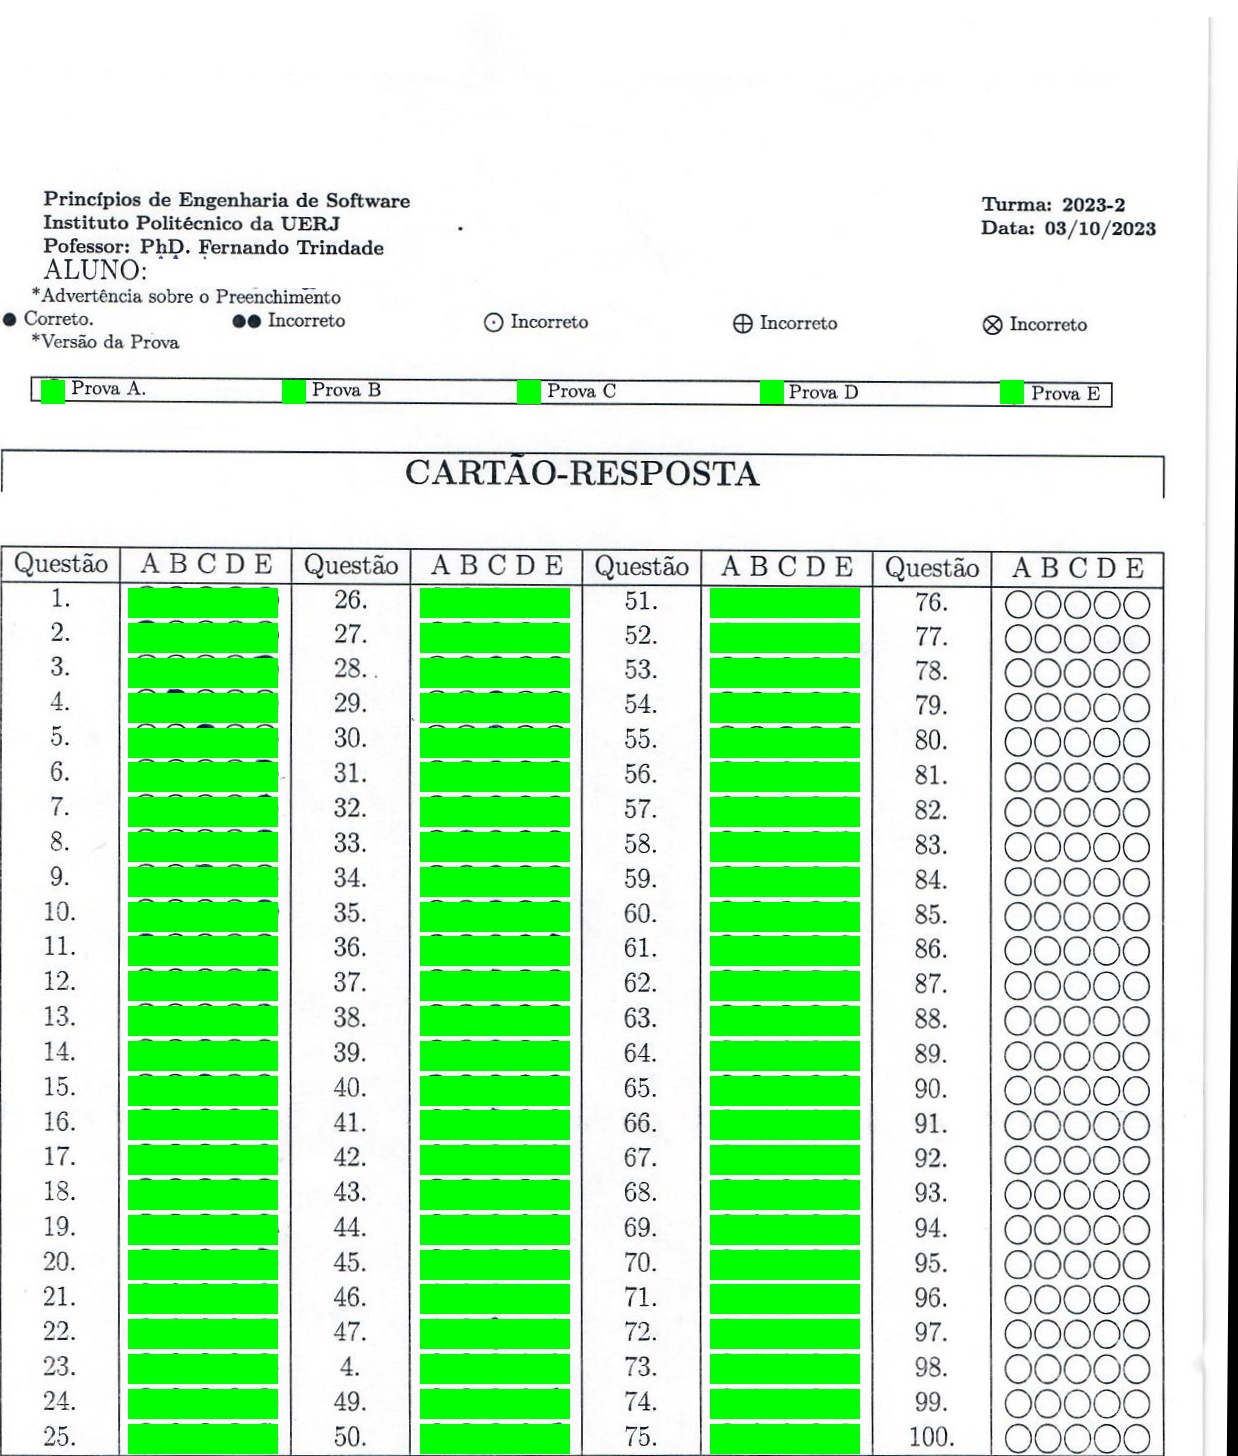 Princípios de Engenharia de Software
Instituto Politécnico da UERJ
Pofessor: PhD. Fernando Trindade
ALUNO:
Turma: 2023-2
Data: 03/10/2023
*Advertência sobre o Preenchimento
Correto. Incorreto Incorreto Incorreto Incorreto
*Versão da Prova
Prova A. Prova B Prova C Prova D Prova E
CARTÃO-RESPOSTA
Questão A B C D E Questão A B C D E Questão A B C D E Questão A B C D E
1. 26. 51. 76.
2. 27. 52. 77.
3. 28. 53. 78.
4. 29. 54. 79.
5. 30. 55. 80.
6. 31. 56. 81.
7. 32. 57. 82.
8. 33. 58. 83.
9. 34. 59. 84.
10. 35. 60. 85.
11. 36. 61. 86.
12. 37. 62. 87.
13. 38. 63. 88.
14. 39. 64. 89.
15. 40. 65. 90.
16. 41. 66. 91.
17. 42. 67. 92.
18. 43. 68. 93.
19. 44. 69. 94.
20. 45. 70. 95.
21. 46. 71. 96.
22. 47. 72. 97.
23. 4. 73. 98.
24. 49. 74. 99.
25. 50. 75. 100.